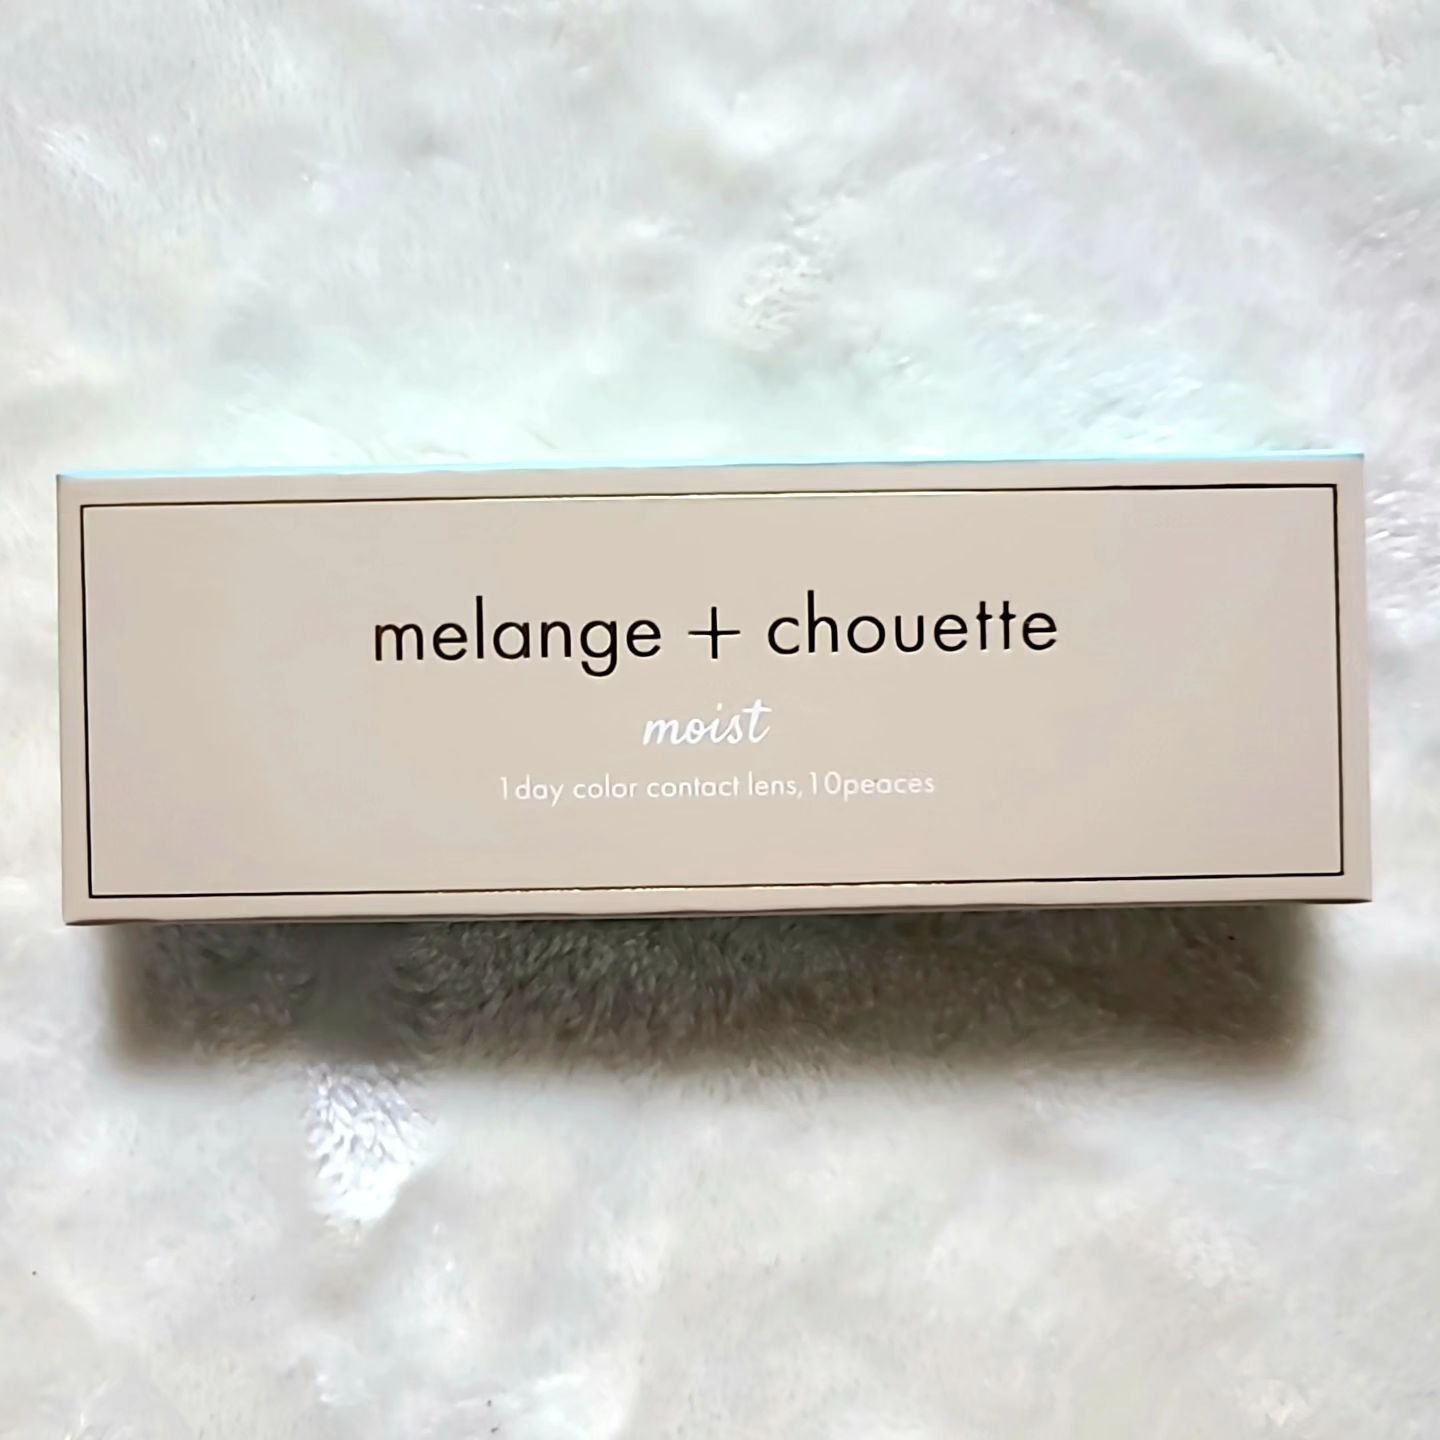 melange + chouette
moist
1day color contact lens,10peaces